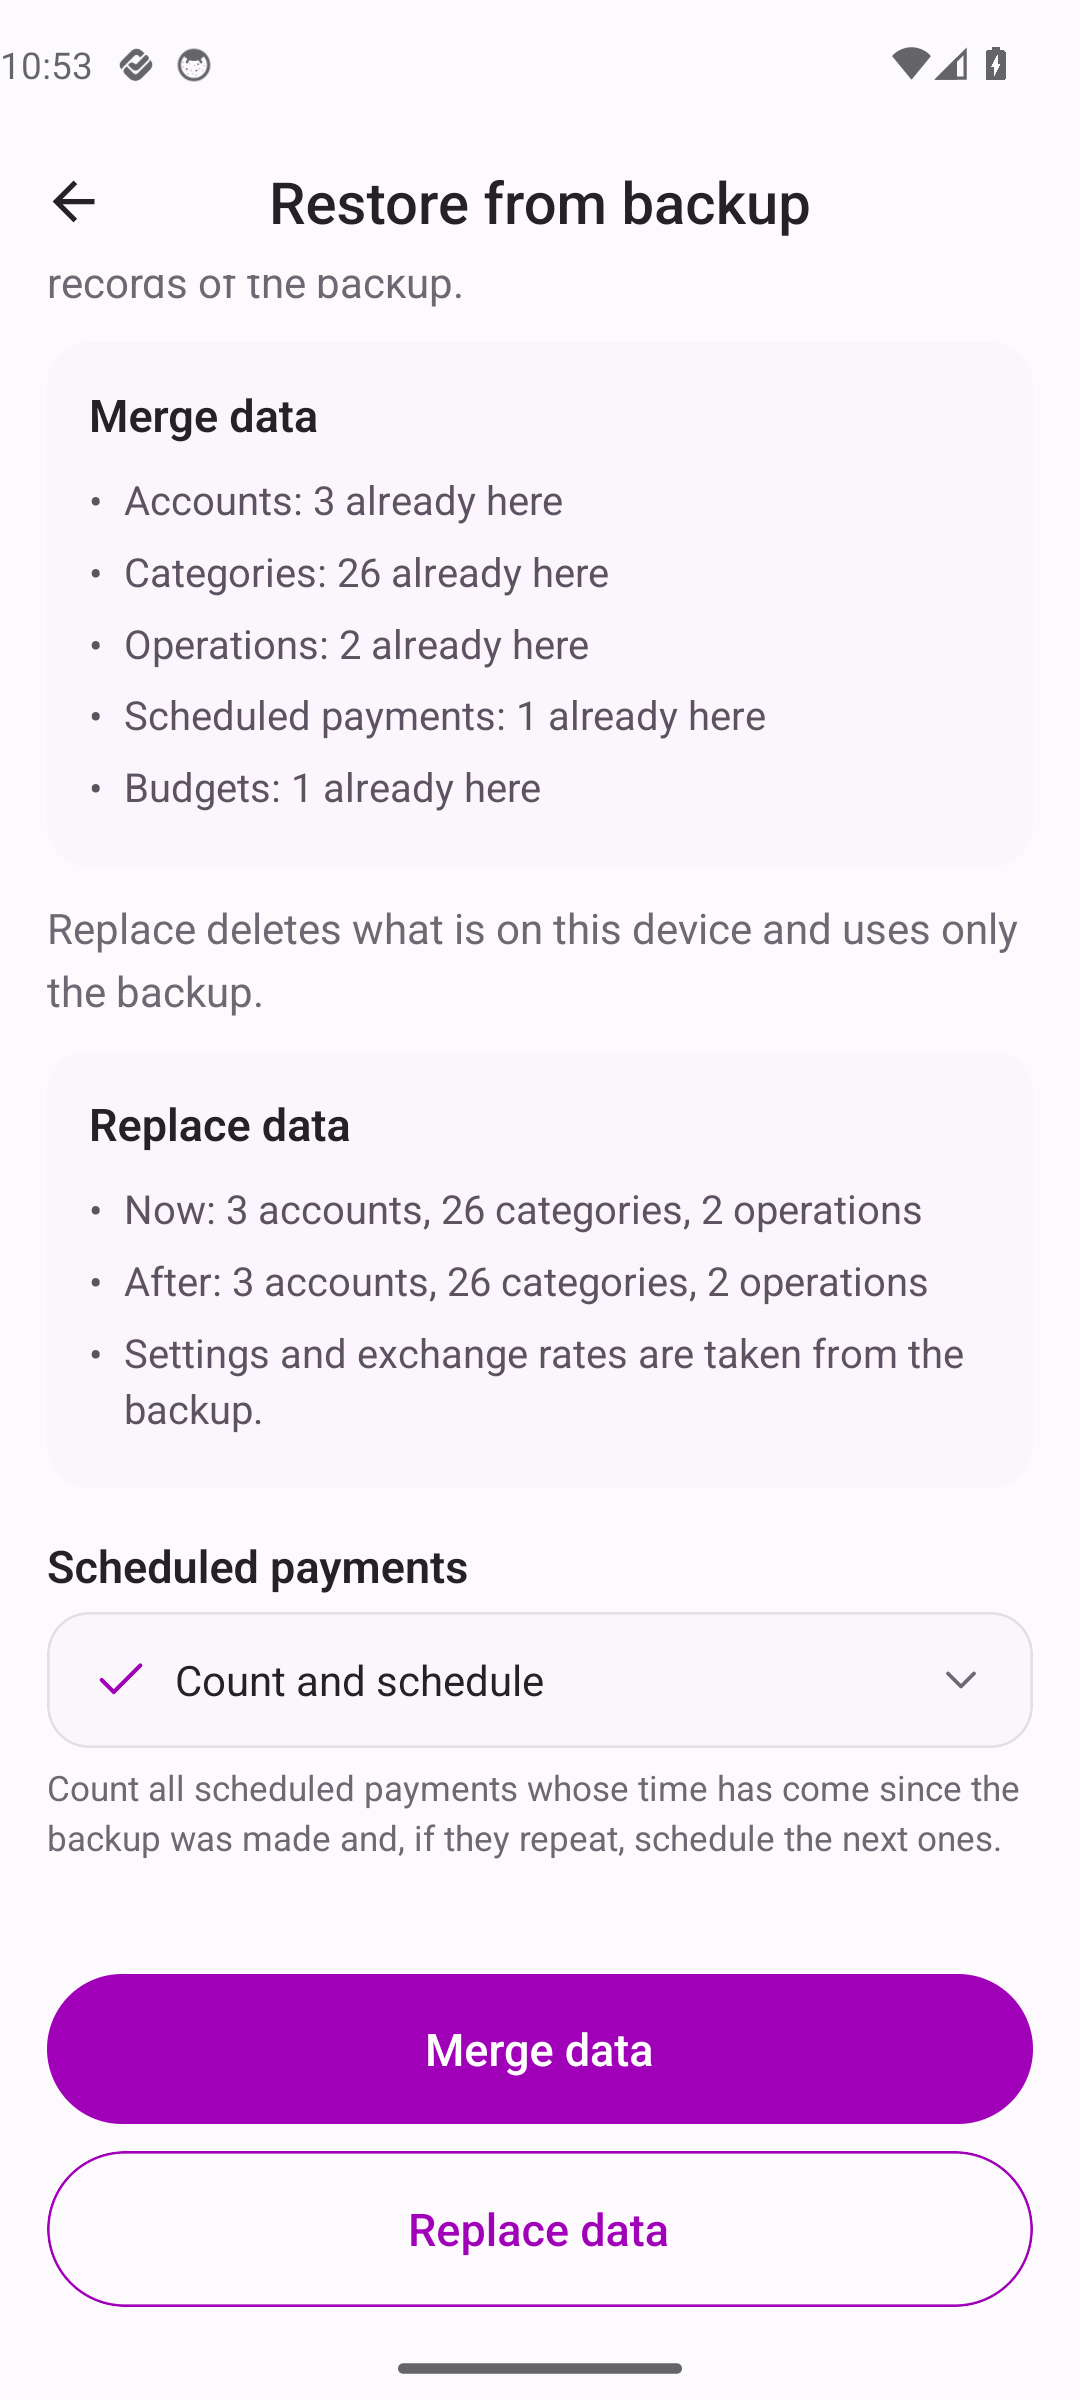 10:53
Restore from backup
records of the backup.
Merge data
• Accounts: 3 already here
• Categories: 26 already here
• Operations: 2 already here
• Scheduled payments: 1 already here
• Budgets: 1 already here
Replace deletes what is on this device and uses only
the backup.
Replace data
• Now: 3 accounts, 26 categories, 2 operations
• After: 3 accounts, 26 categories, 2 operations
• Settings and exchange rates are taken from the
backup.
Scheduled payments
Count and schedule
Count all scheduled payments whose time has come since the
backup was made and, if they repeat, schedule the next ones.
Merge data
Replace data